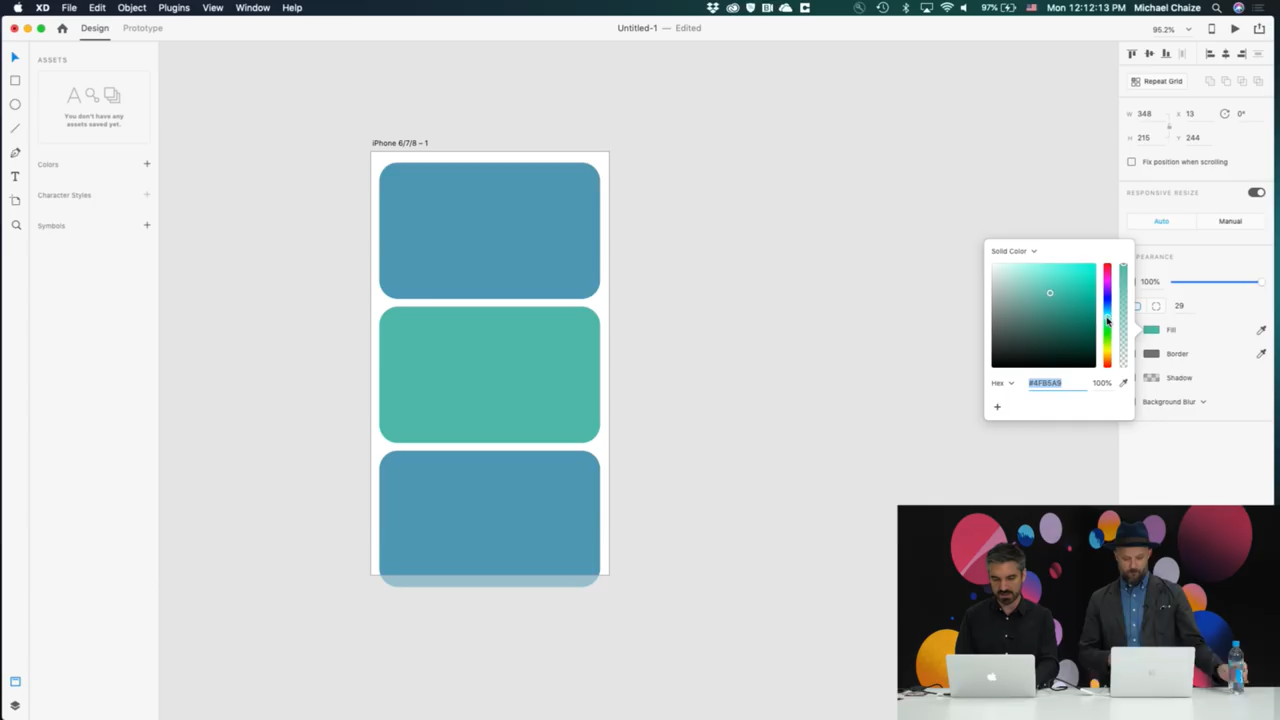 XD File Edit Object Plugins View Window Help
97% Mon 12:12:13 PM Michael Chaize
Design Prototype
Untitled-1 — Edited
95.2%
ASSETS
You don't have any
assets saved yet.
Colors +
Character Styles +
Symbols +
iPhone 6/7/8 – 1
Repeat Grid
W 348 X 13 0°
H 215 Y 244
Fix position when scrolling
RESPONSIVE RESIZE
Auto Manual
PEARANCE
100%
29
Fill
Border
Shadow
Background Blur
Solid Color
Hex #4FB5A9 100%
+